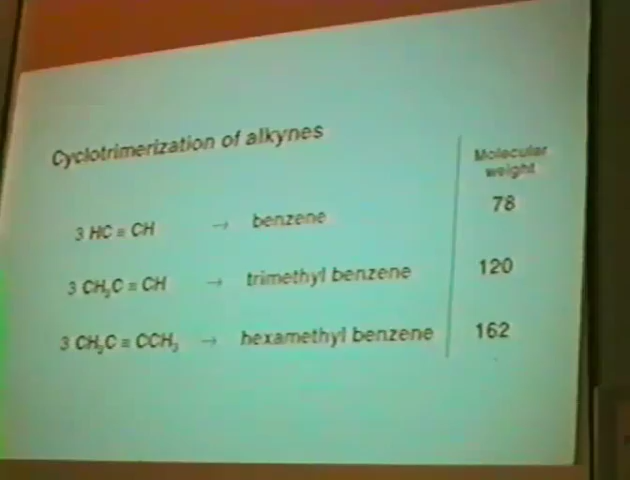 Cyclotrimerization of alkynes
Molecular
weight
3 HC ≡ CH → benzene 78
3 CH₃C ≡ CH → trimethyl benzene 120
3 CH₃C ≡ CCH₃ → hexamethyl benzene 162